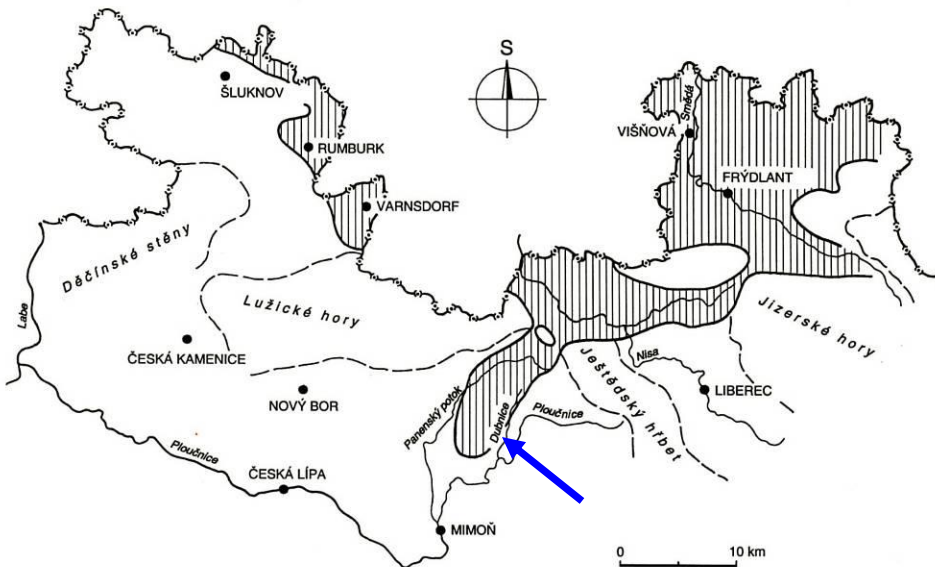 S
ŠLUKNOV
RUMBURK
VARNSDORF
VIŠŇOVÁ
Smědá
FRÝDLANT
Děčínské stěny
Labe
Lužické hory
ČESKÁ KAMENICE
NOVÝ BOR
Jizerské hory
Ještědský hřbet
Nisa
LIBEREC
Panenský potok
Dubnice
Ploučnice
Ploučnice
ČESKÁ LÍPA
MIMOŇ
0 10 km